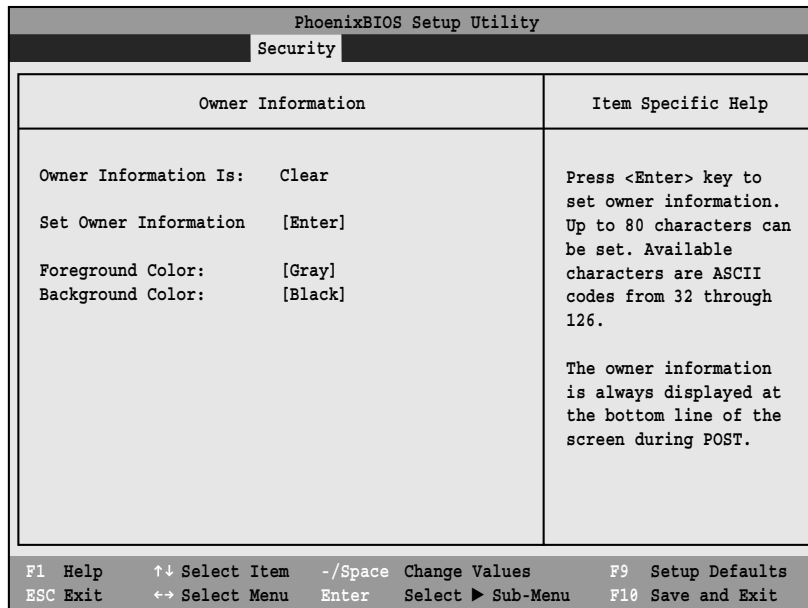 PhoenixBIOS Setup Utility
Security
Owner Information
Item Specific Help
Owner Information Is: Clear
Set Owner Information [Enter]
Foreground Color: [Gray]
Background Color: [Black]
Press <Enter> key to
set owner information.
Up to 80 characters can
be set. Available
characters are ASCII
codes from 32 through
126.
The owner information
is always displayed at
the bottom line of the
screen during POST.
F1 Help ↑↓ Select Item -/Space Change Values F9 Setup Defaults
ESC Exit ←→ Select Menu Enter Select ▶ Sub-Menu F10 Save and Exit